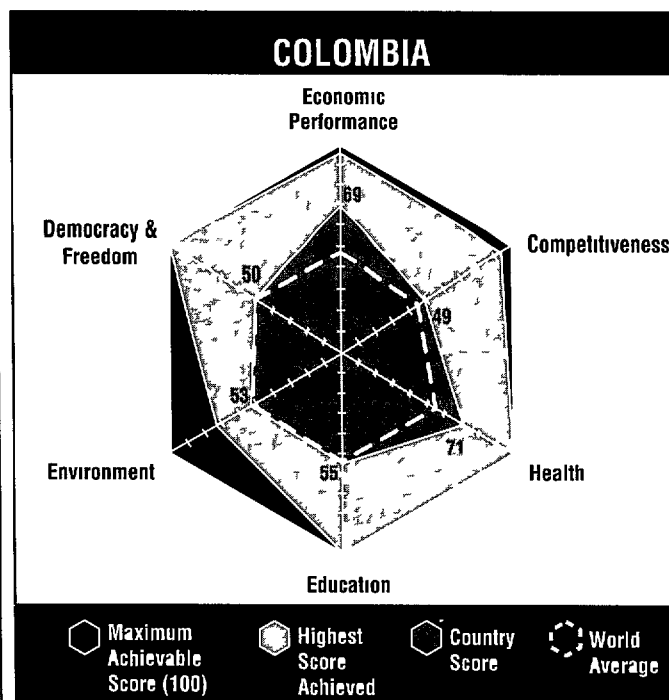 COLOMBIA
Economic
Performance
69
Democracy &
Freedom
Competitiveness
50
49
53
55
71
Environment
Health
Education
Maximum
Achievable
Score (100)
Highest
Score
Achieved
Country
Score
World
Average